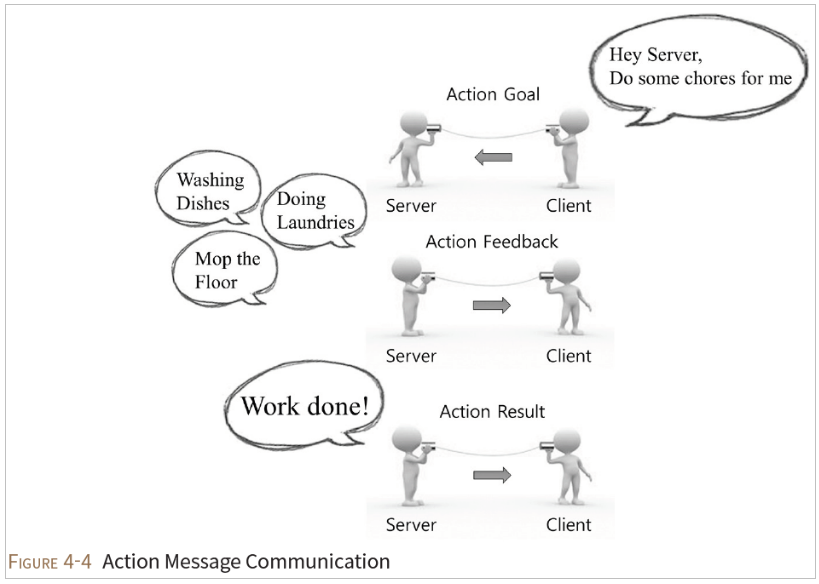 Hey Server,
Do some chores for me
Action Goal
Server
Client
Washing
Dishes
Doing
Laundries
Mop the
Floor
Action Feedback
Server
Client
Work done!
Action Result
Server
Client
FIGURE 4-4 Action Message Communication